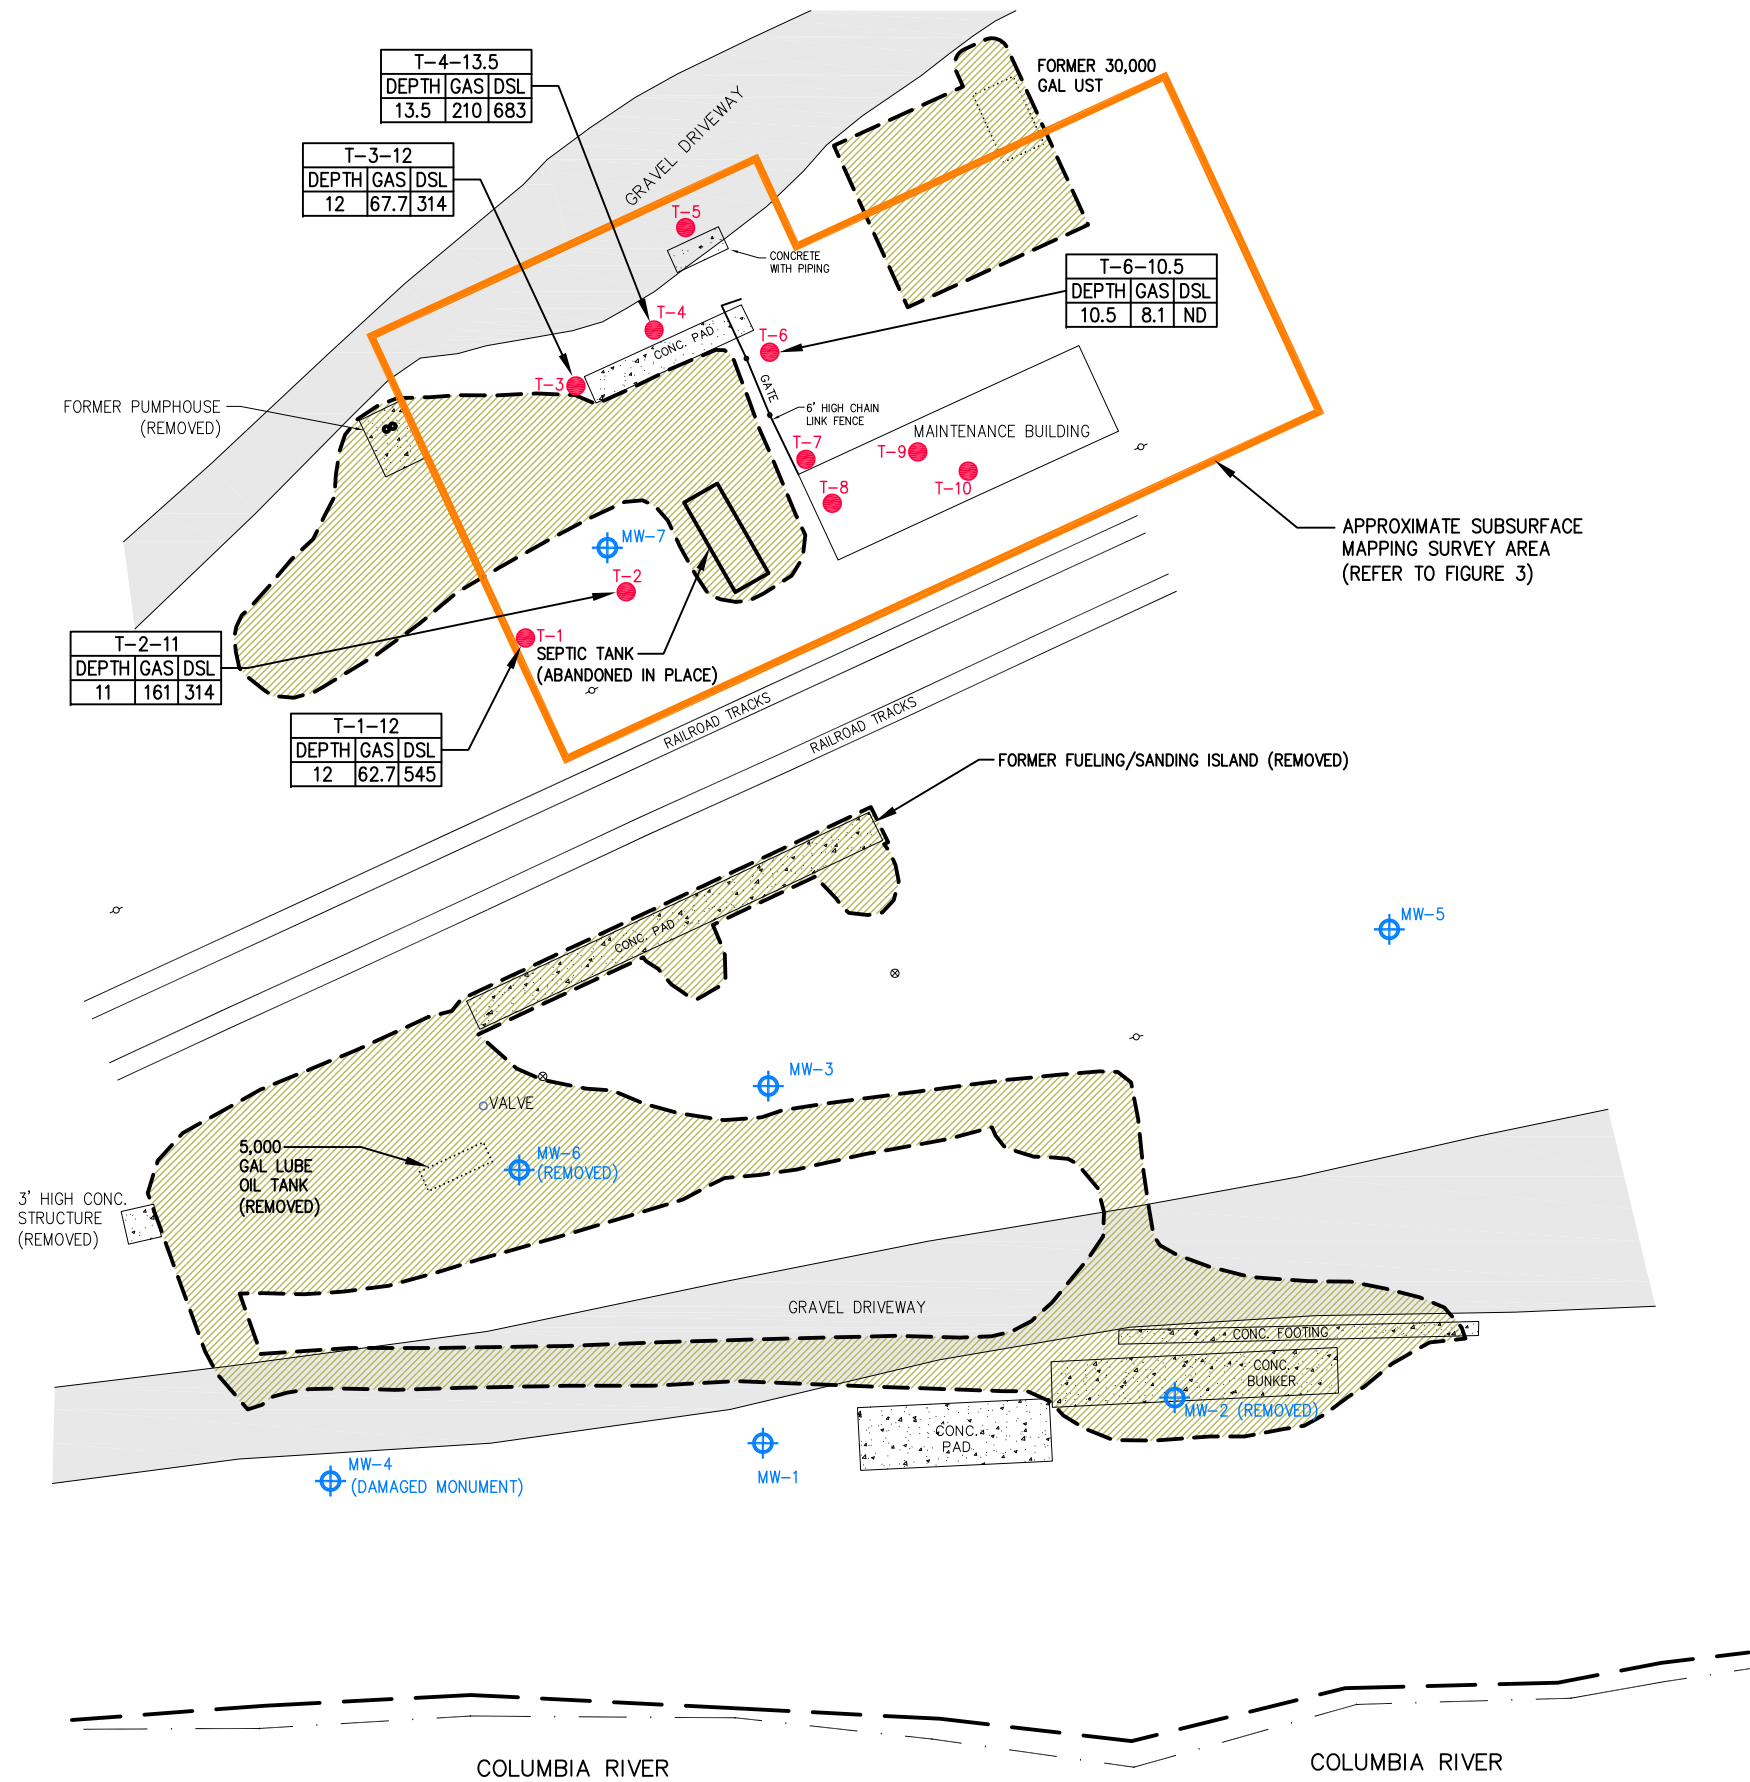 T-4-13.5
DEPTH GAS DSL
13.5 210 683
T-3-12
DEPTH GAS DSL
12 67.7 314
GRAVEL DRIVEWAY
FORMER 30,000
GAL UST
T-5
CONCRETE
WITH PIPING
T-6-10.5
DEPTH GAS DSL
10.5 8.1 ND
T-4
CONC. PAD
T-6
T-3
GATE
6' HIGH CHAIN
LINK FENCE
FORMER PUMPHOUSE
(REMOVED)
MAINTENANCE BUILDING
T-7
T-9
T-8
T-10
APPROXIMATE SUBSURFACE
MAPPING SURVEY AREA
(REFER TO FIGURE 3)
MW-7
T-2
T-1
SEPTIC TANK
(ABANDONED IN PLACE)
T-2-11
DEPTH GAS DSL
11 161 314
T-1-12
DEPTH GAS DSL
12 62.7 545
RAILROAD TRACKS
RAILROAD TRACKS
FORMER FUELING/SANDING ISLAND (REMOVED)
CONC. PAD
MW-5
MW-3
VALVE
5,000
GAL LUBE
OIL TANK
(REMOVED)
MW-6
(REMOVED)
3' HIGH CONC.
STRUCTURE
(REMOVED)
GRAVEL DRIVEWAY
CONC. FOOTING
CONC.
BUNKER
MW-2 (REMOVED)
CONC.
PAD
MW-4
(DAMAGED MONUMENT)
MW-1
COLUMBIA RIVER
COLUMBIA RIVER